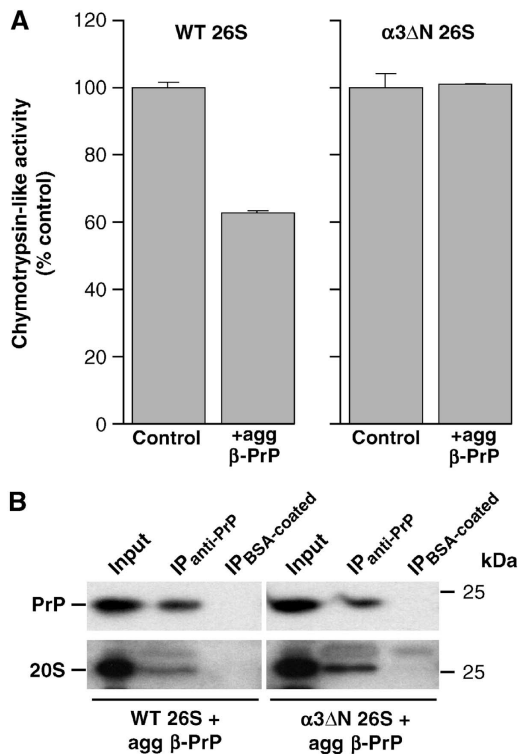 A
WT 26S
α3ΔN 26S
Chymotrypsin-like activity
(% control)
120
100
80
60
40
20
0
Control
+agg
β-PrP
Control
+agg
β-PrP
B
Input
IPanti-PrP
IPBSA-coated
Input
IPanti-PrP
IPBSA-coated
kDa
PrP
25
20S
25
WT 26S +
agg β-PrP
α3ΔN 26S +
agg β-PrP